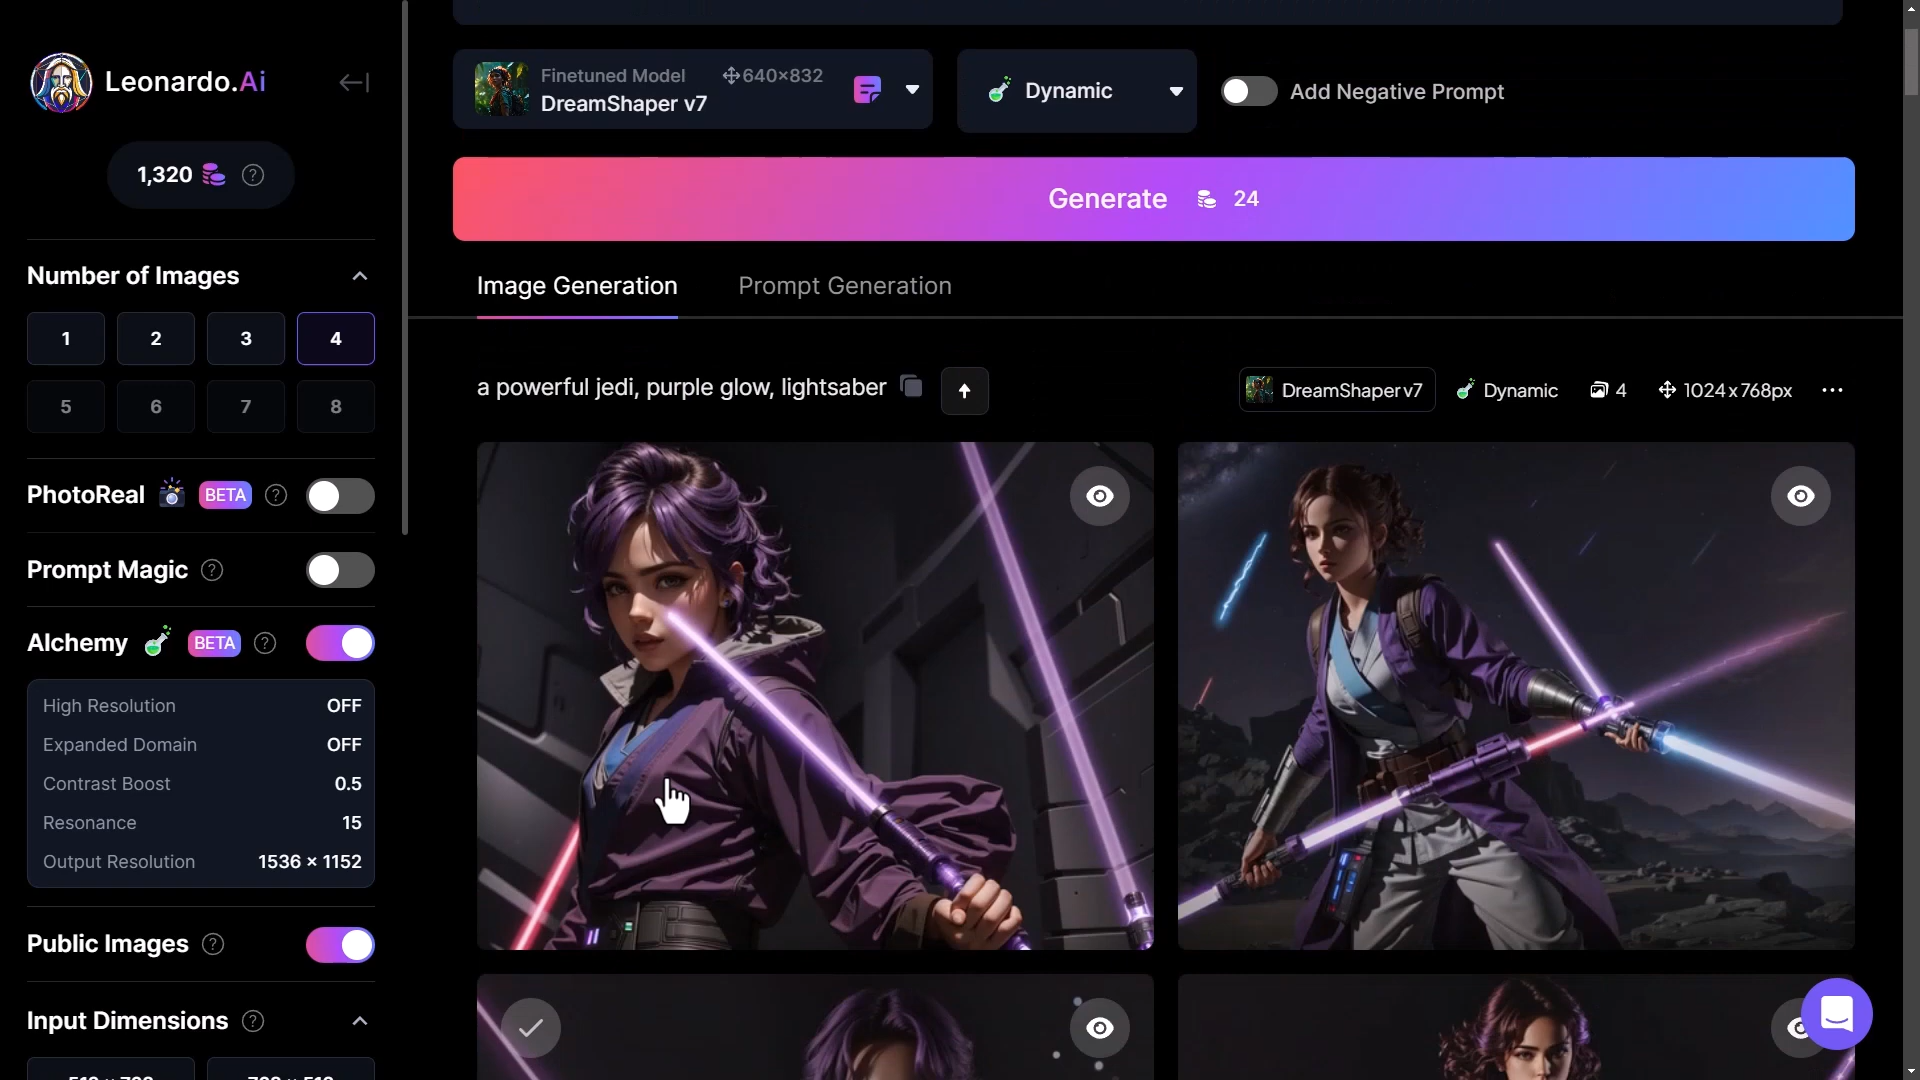 Leonardo.Ai
1,320
Number of Images
1 2 3 4
5 6 7 8
PhotoReal BETA ?
Prompt Magic ?
Alchemy BETA ?
High Resolution OFF
Expanded Domain OFF
Contrast Boost 0.5
Resonance 15
Output Resolution 1536 × 1152
Public Images ?
Input Dimensions ?
Finetuned Model 640×832
DreamShaper v7
Dynamic
Add Negative Prompt
Generate 24
Image Generation Prompt Generation
a powerful jedi, purple glow, lightsaber
DreamShaper v7 Dynamic 4 1024 x 768px